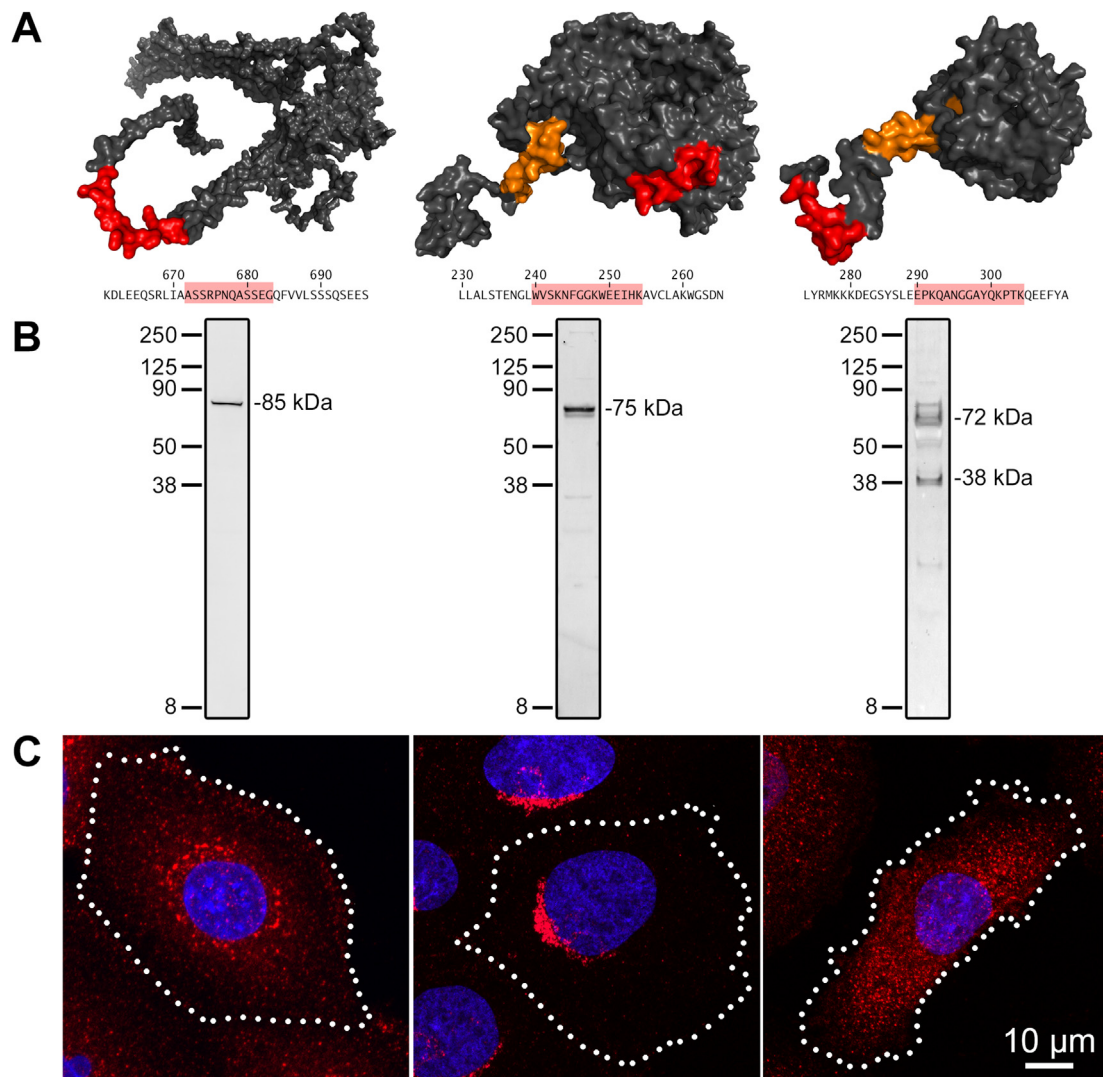 A
670 680 690
KDLEEQSRLIAASSRPNQASSEGQFVVLSSSQSEES
230 240 250 260
LLALSTENGLWVSKNFGGKWEEIHKAVCLAKWGSDN
280 290 300
LYRMKKKDEGSYSLEEPKQANGGAYQKPTKQEEFYA
B
250
125
90
50
38
8
-85 kDa
250
125
90
50
38
8
-75 kDa
250
125
90
50
38
8
-72 kDa
-38 kDa
C
10 µm